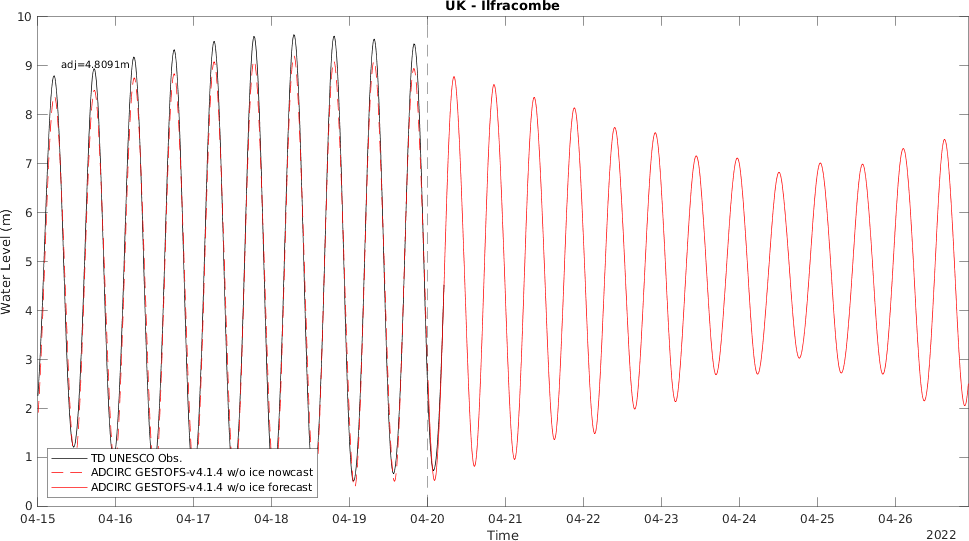 UK - Ilfracombe
10
9
8
7
6
5
4
3
2
1
0
Water Level (m)
adj=4.8091m
TD UNESCO Obs.
ADCIRC GESTOFS-v4.1.4 w/o ice nowcast
ADCIRC GESTOFS-v4.1.4 w/o ice forecast
04-15 04-16 04-17 04-18 04-19 04-20 04-21 04-22 04-23 04-24 04-25 04-26
Time
2022